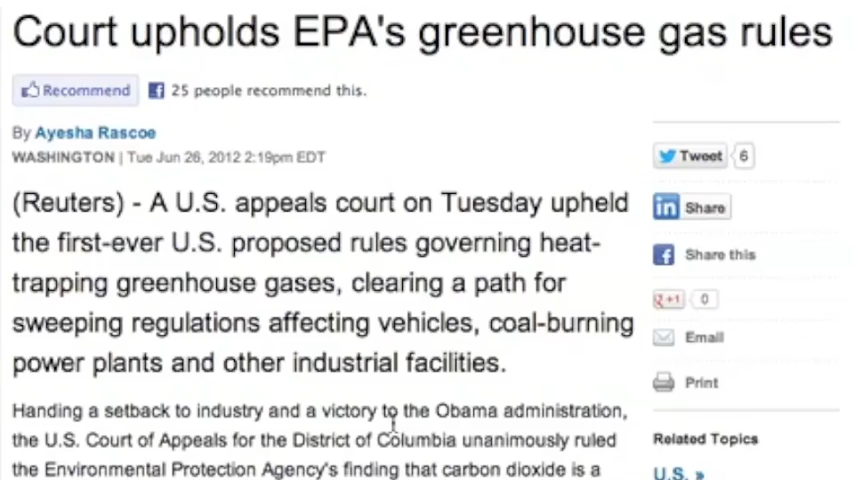 Court upholds EPA's greenhouse gas rules
Recommend 25 people recommend this.
By Ayesha Rascoe
WASHINGTON | Tue Jun 26, 2012 2:19pm EDT
(Reuters) - A U.S. appeals court on Tuesday upheld
the first-ever U.S. proposed rules governing heat-
trapping greenhouse gases, clearing a path for
sweeping regulations affecting vehicles, coal-burning
power plants and other industrial facilities.
Handing a setback to industry and a victory to the Obama administration,
the U.S. Court of Appeals for the District of Columbia unanimously ruled
the Environmental Protection Agency's finding that carbon dioxide is a
Tweet 6
in Share
Share this
+1 0
Email
Print
Related Topics
U.S. »